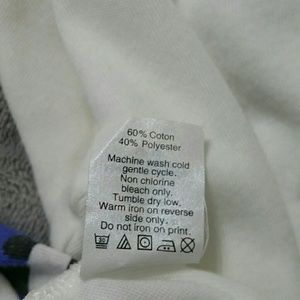 60% Coton
40% Polyester
Machine wash cold
gentle cycle.
Non chlorine
bleach only.
Tumble dry low.
Warm iron on reverse
side only.
Do not iron on print.